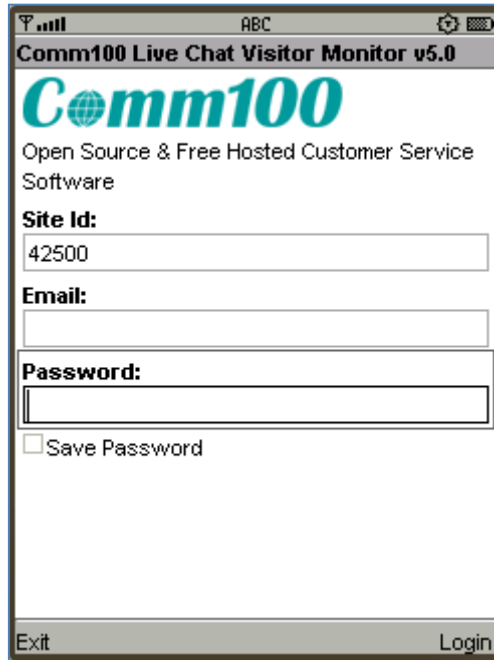 ABC
Comm100 Live Chat Visitor Monitor v5.0
Comm100
Open Source & Free Hosted Customer Service
Software
Site Id:
42500
Email:
Password:
Save Password
Exit Login